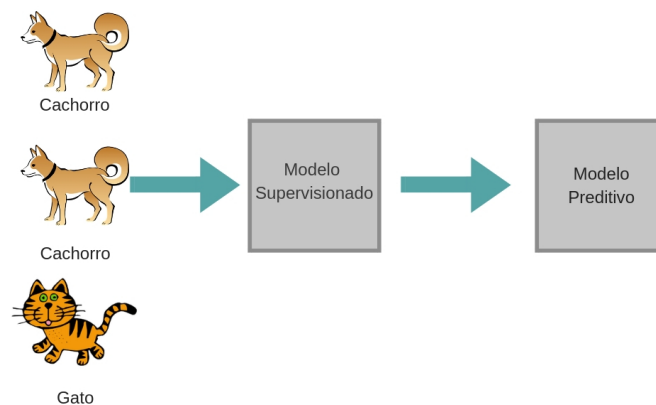 Cachorro
Cachorro
Gato
Modelo
Supervisionado
Modelo
Preditivo